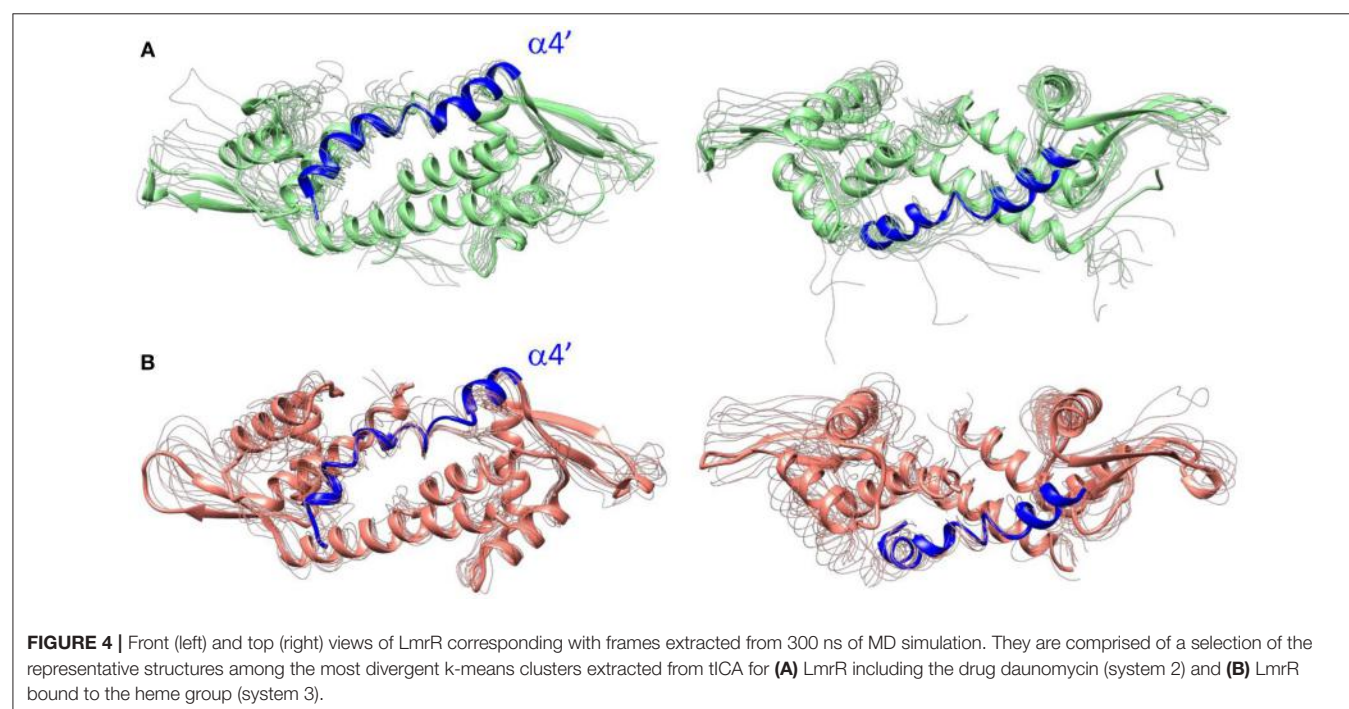 A
α4'
B
α4'
FIGURE 4 | Front (left) and top (right) views of LmrR corresponding with frames extracted from 300 ns of MD simulation. They are comprised of a selection of the
representative structures among the most divergent k-means clusters extracted from tICA for (A) LmrR including the drug daunomycin (system 2) and (B) LmrR
bound to the heme group (system 3).